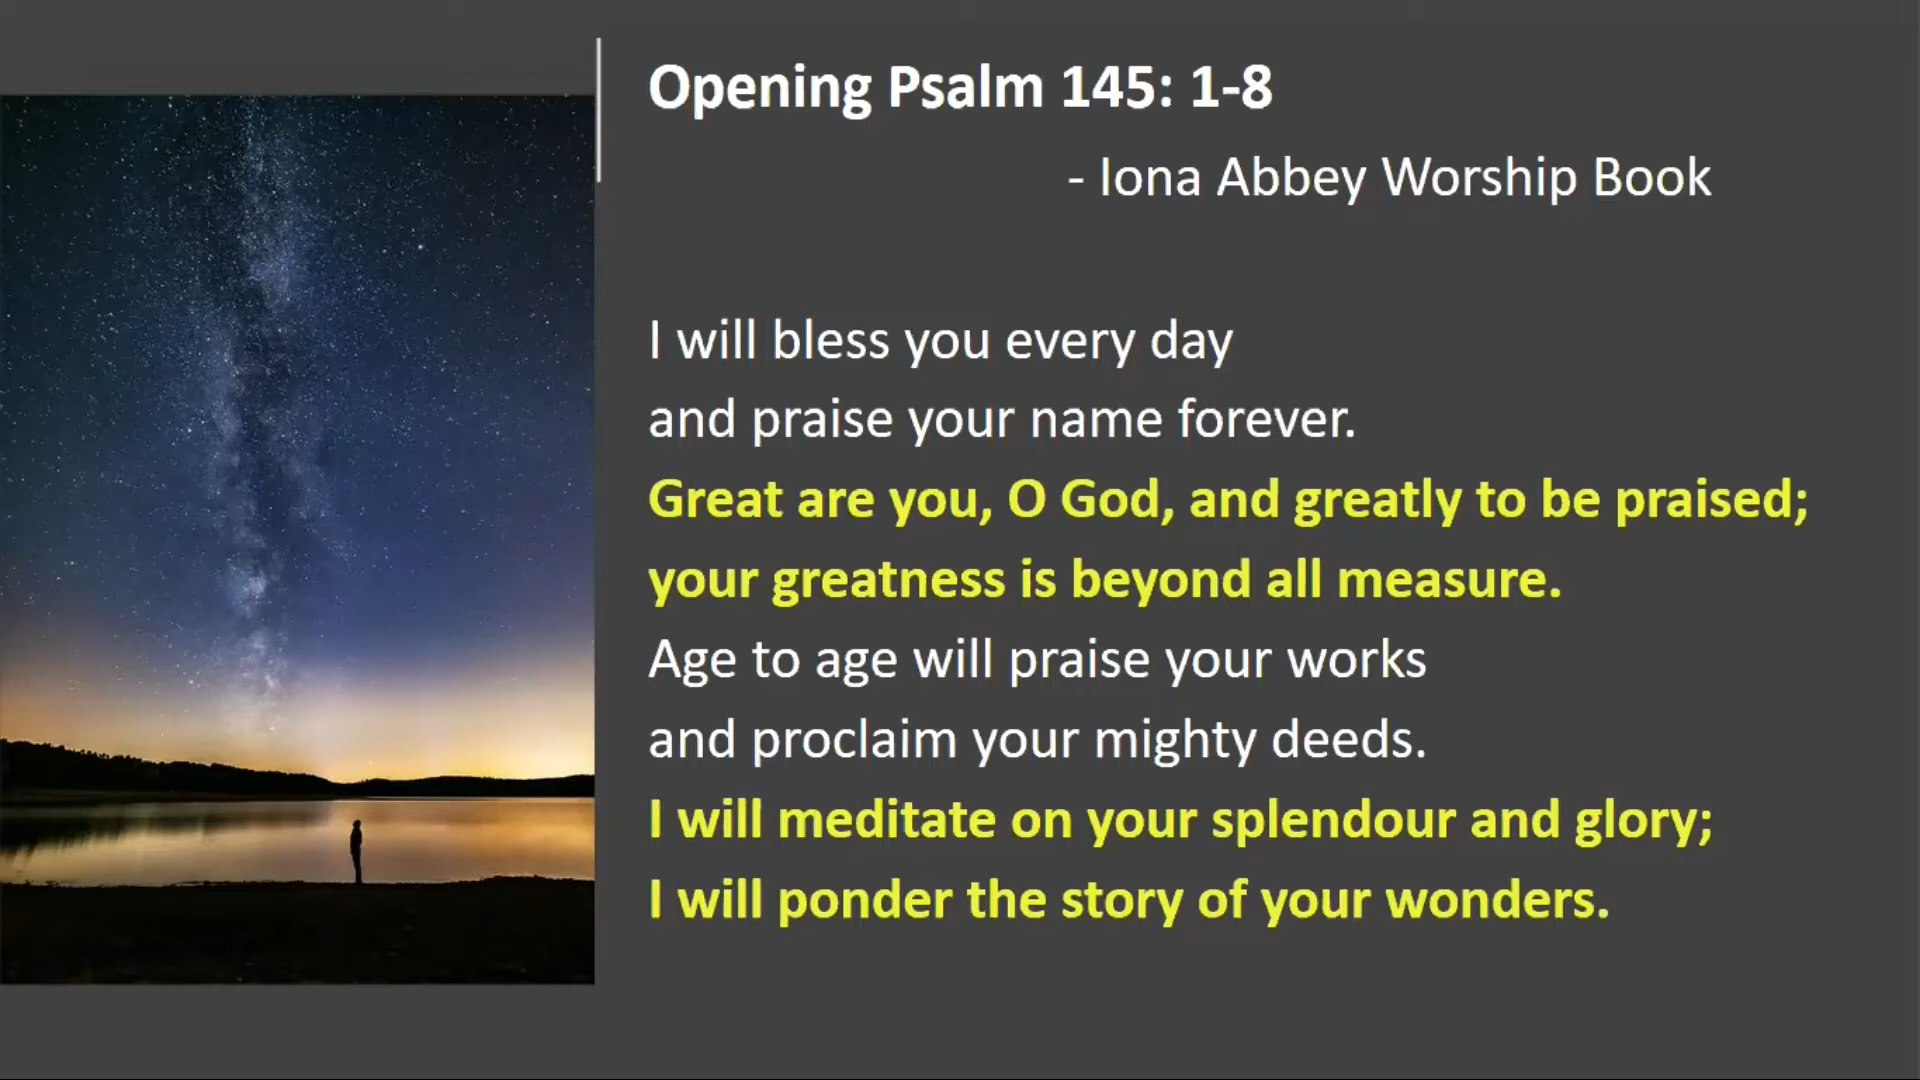 Opening Psalm 145: 1-8
- Iona Abbey Worship Book
I will bless you every day
and praise your name forever.
Great are you, O God, and greatly to be praised;
your greatness is beyond all measure.
Age to age will praise your works
and proclaim your mighty deeds.
I will meditate on your splendour and glory;
I will ponder the story of your wonders.